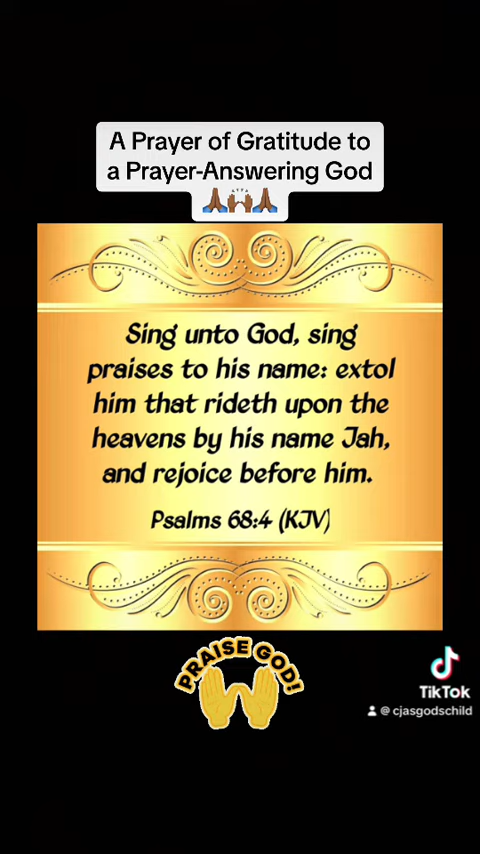 A Prayer of Gratitude to
a Prayer-Answering God
🙏🏾🙌🏾🙏🏾
Sing unto God, sing
praises to his name: extol
him that rideth upon the
heavens by his name Jah,
and rejoice before him.
Psalms 68:4 (KJV)
PRAISE GOD!
TikTok
@ cjasgodschild